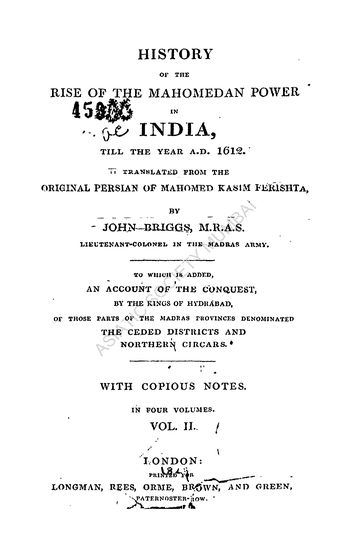 HISTORY
OF THE
RISE OF THE MAHOMEDAN POWER
IN
INDIA,
TILL THE YEAR A.D. 1612.
TRANSLATED FROM THE
ORIGINAL PERSIAN OF MAHOMED KASIM FERISHTA,
BY
JOHN BRIGGS, M.R.A.S.
LIEUTENANT-COLONEL IN THE MADRAS ARMY.
TO WHICH IS ADDED,
AN ACCOUNT OF THE CONQUEST,
BY THE KINGS OF HYDRABAD,
OF THOSE PARTS OF THE MADRAS PROVINCES DENOMINATED
THE CEDED DISTRICTS AND
NORTHERN CIRCARS.
ASIATIC SOCIETY MUMBAI
WITH COPIOUS NOTES.
IN FOUR VOLUMES.
VOL. II.
LONDON:
PRINTED FOR
LONGMAN, REES, ORME, BROWN, AND GREEN,
PATERNOSTER-ROW.